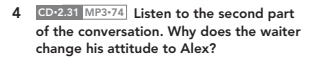 4 CD•2.31 MP3•74 Listen to the second part
of the conversation. Why does the waiter
change his attitude to Alex?